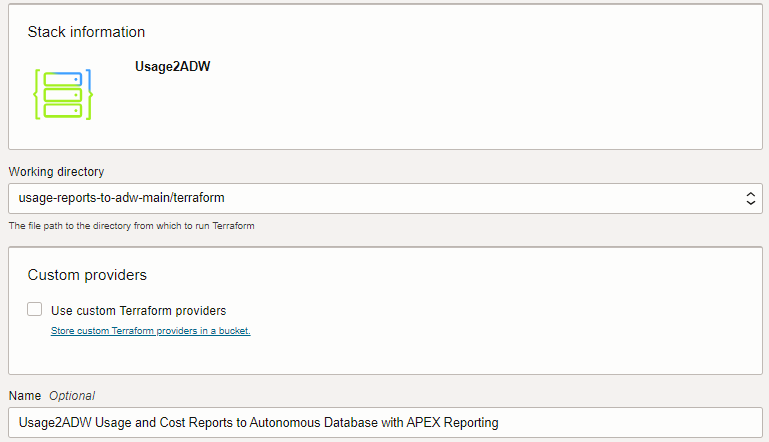 Stack information
Usage2ADW
Working directory
usage-reports-to-adw-main/terraform
The file path to the directory from which to run Terraform
Custom providers
Use custom Terraform providers
Store custom Terraform providers in a bucket.
Name Optional
Usage2ADW Usage and Cost Reports to Autonomous Database with APEX Reporting